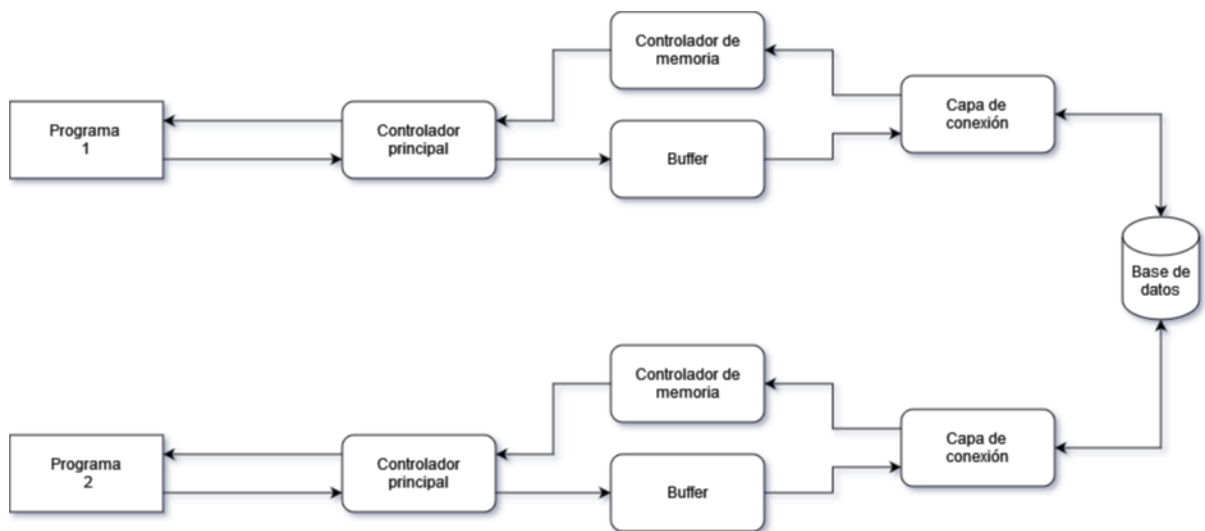 Controlador de
memoria
Programa
1
Controlador
principal
Buffer
Capa de
conexión
Base de
datos
Controlador de
memoria
Programa
2
Controlador
principal
Buffer
Capa de
conexión